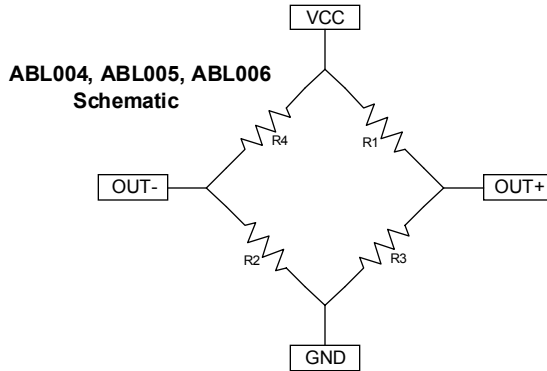 VCC
ABL004, ABL005, ABL006
Schematic
R4
R1
OUT-
OUT+
R2
R3
GND